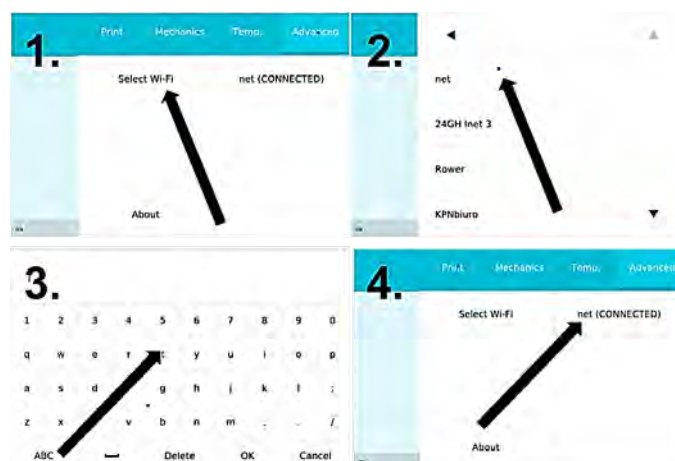 1.
Print Mechanics Temp. Advanced
Select Wi-Fi net (CONNECTED)
About
2.
net
24GH Inet 3
Rower
KPNbiuro
3.
1 2 3 4 5 6 7 8 9 0
q w e r t y u i o p
a s d g h j k l ;
z x v b n m . . /
ABC Delete OK Cancel
4.
Print Mechanics Temp. Advanced
Select Wi-Fi net (CONNECTED)
About